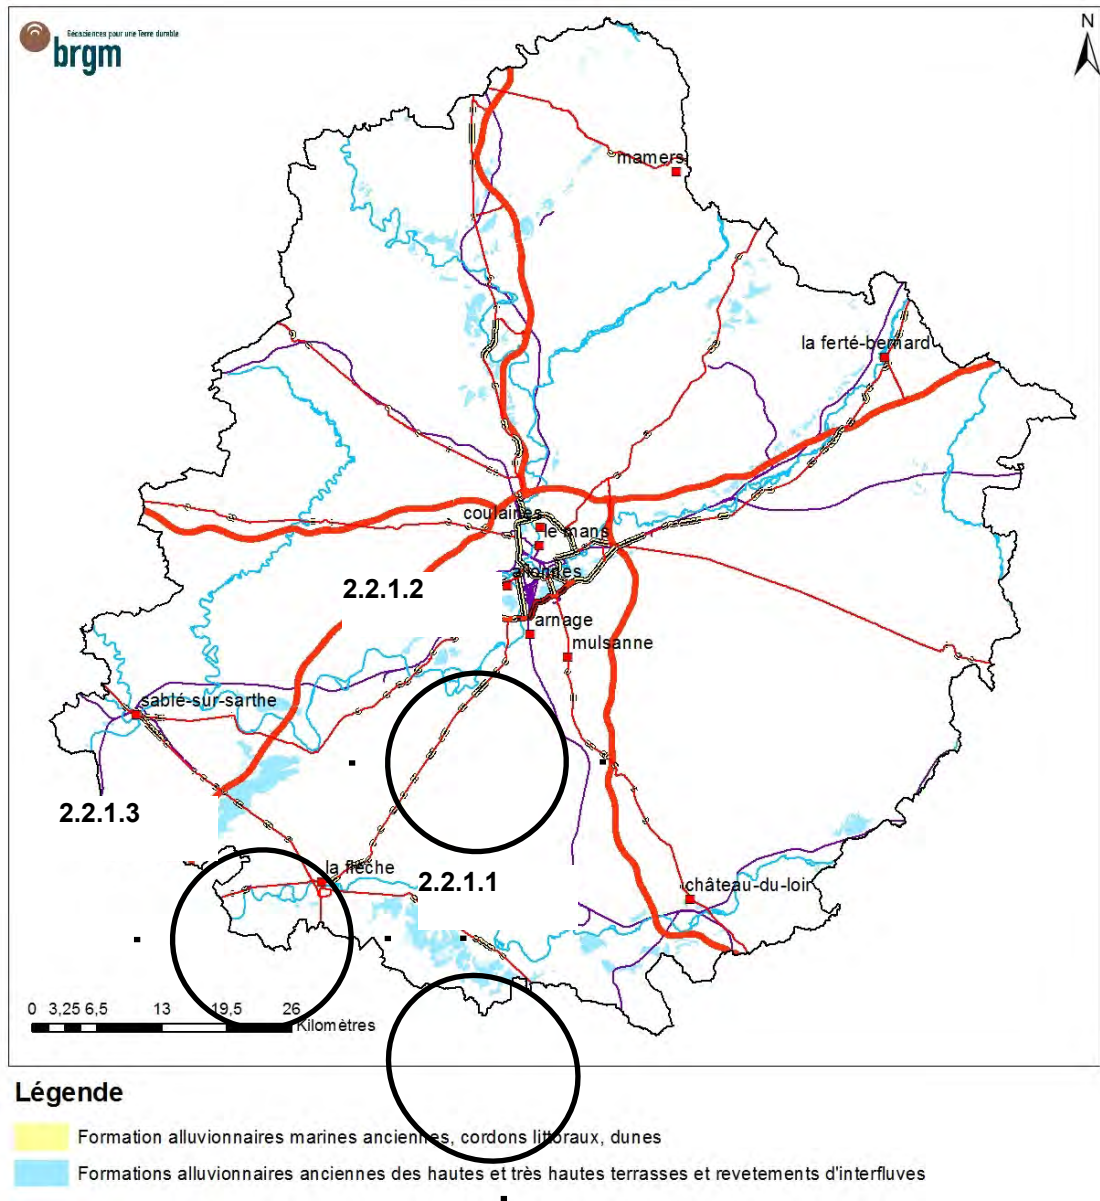 Géosciences pour une Terre durable
brgm
N
mamers
la ferté-bernard
coulaines
le mans
allonnes
2.2.1.2
arnage
mulsanne
sablé-sur-sarthe
2.2.1.3
la flèche
2.2.1.1
château-du-loir
0 3,25 6,5 13 19,5 26
Kilomètres
Légende
Formation alluvionnaires marines anciennes, cordons littoraux, dunes
Formations alluvionnaires anciennes des hautes et très hautes terrasses et revetements d'interfluves